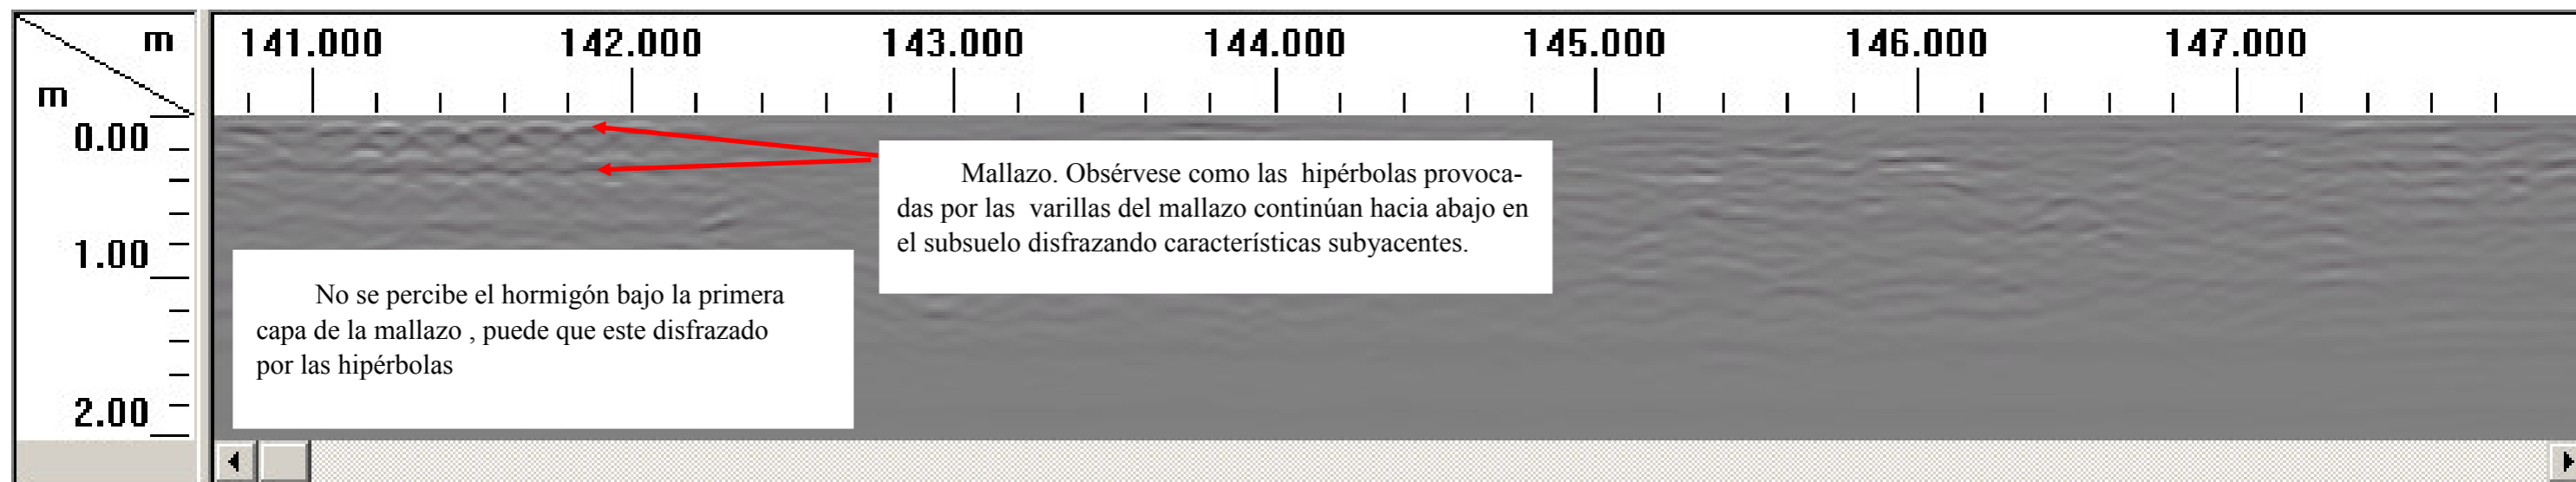 m 141.000 142.000 143.000 144.000 145.000 146.000 147.000
m
0.00
1.00
2.00
Mallazo. Obsérvese como las hipérbolas provoca-
das por las varillas del mallazo continúan hacia abajo en
el subsuelo disfrazando características subyacentes.
No se percibe el hormigón bajo la primera
capa de la mallazo , puede que este disfrazado
por las hipérbolas